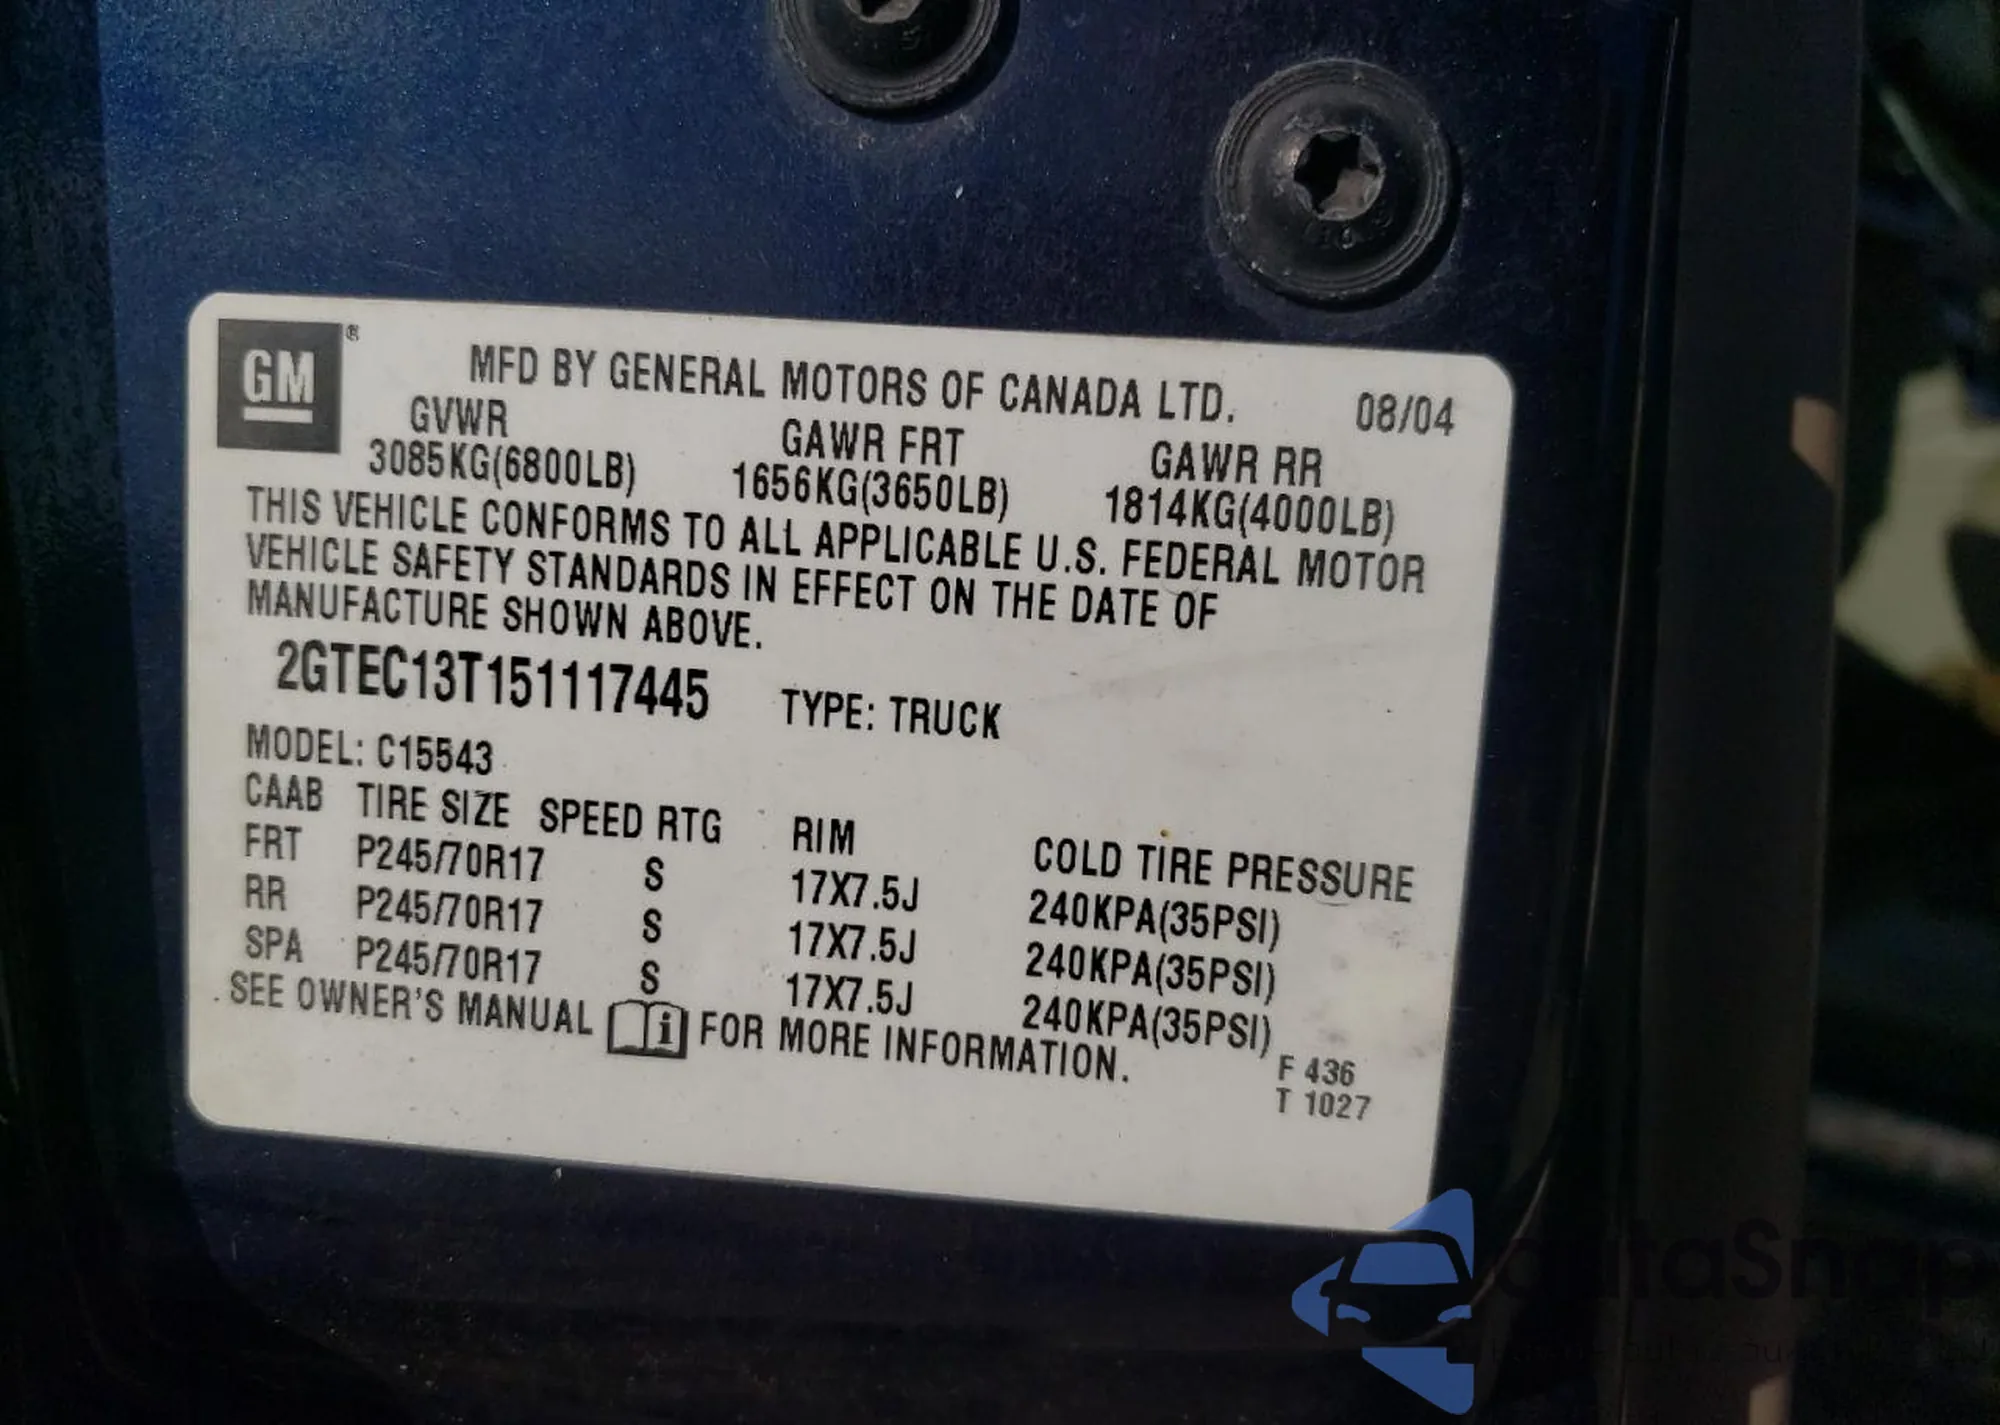 GM ®
MFD BY GENERAL MOTORS OF CANADA LTD. 08/04
GVWR GAWR FRT GAWR RR
3085KG(6800LB) 1656KG(3650LB) 1814KG(4000LB)
THIS VEHICLE CONFORMS TO ALL APPLICABLE U.S. FEDERAL MOTOR
VEHICLE SAFETY STANDARDS IN EFFECT ON THE DATE OF
MANUFACTURE SHOWN ABOVE.
2GTEC13T151117445 TYPE: TRUCK
MODEL: C15543
CAAB TIRE SIZE SPEED RTG RIM COLD TIRE PRESSURE
FRT P245/70R17 S 17X7.5J 240KPA(35PSI)
RR P245/70R17 S 17X7.5J 240KPA(35PSI)
SPA P245/70R17 S 17X7.5J 240KPA(35PSI)
SEE OWNER'S MANUAL i FOR MORE INFORMATION.
F 436
T 1027
autaSnap